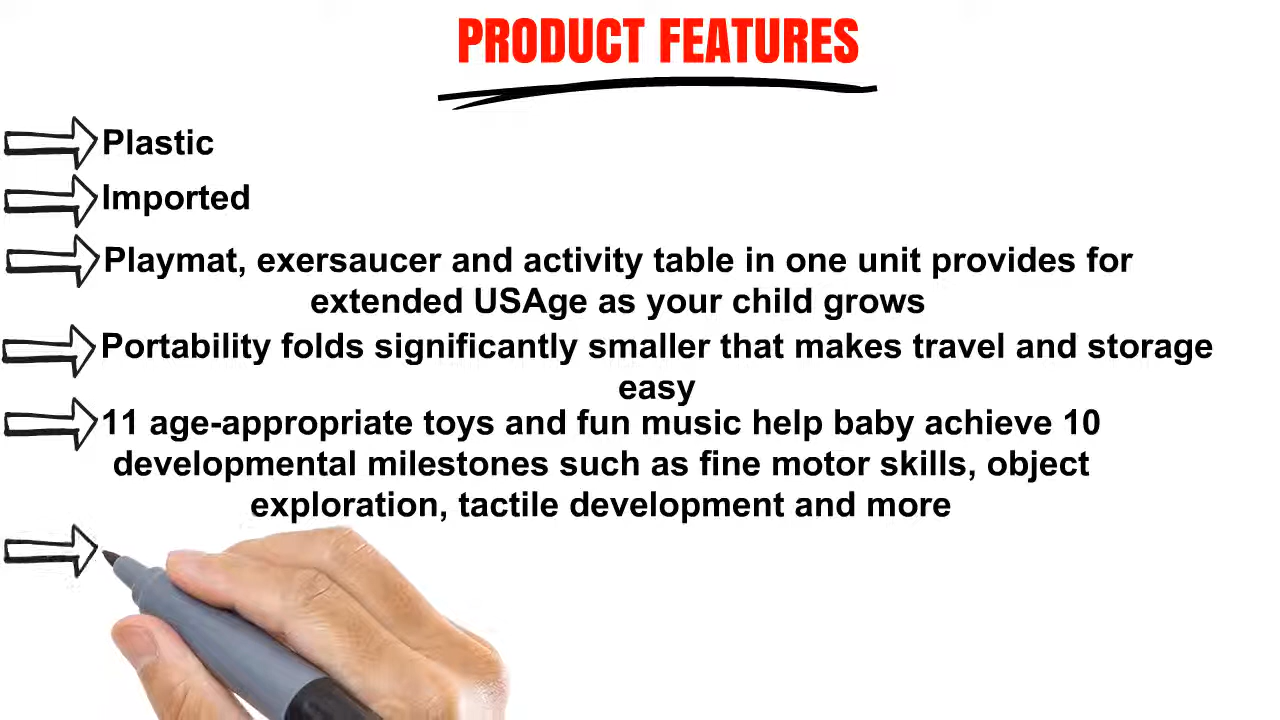 PRODUCT FEATURES
Plastic
Imported
Playmat, exersaucer and activity table in one unit provides for
extended USAge as your child grows
Portability folds significantly smaller that makes travel and storage
easy
11 age-appropriate toys and fun music help baby achieve 10
developmental milestones such as fine motor skills, object
exploration, tactile development and more